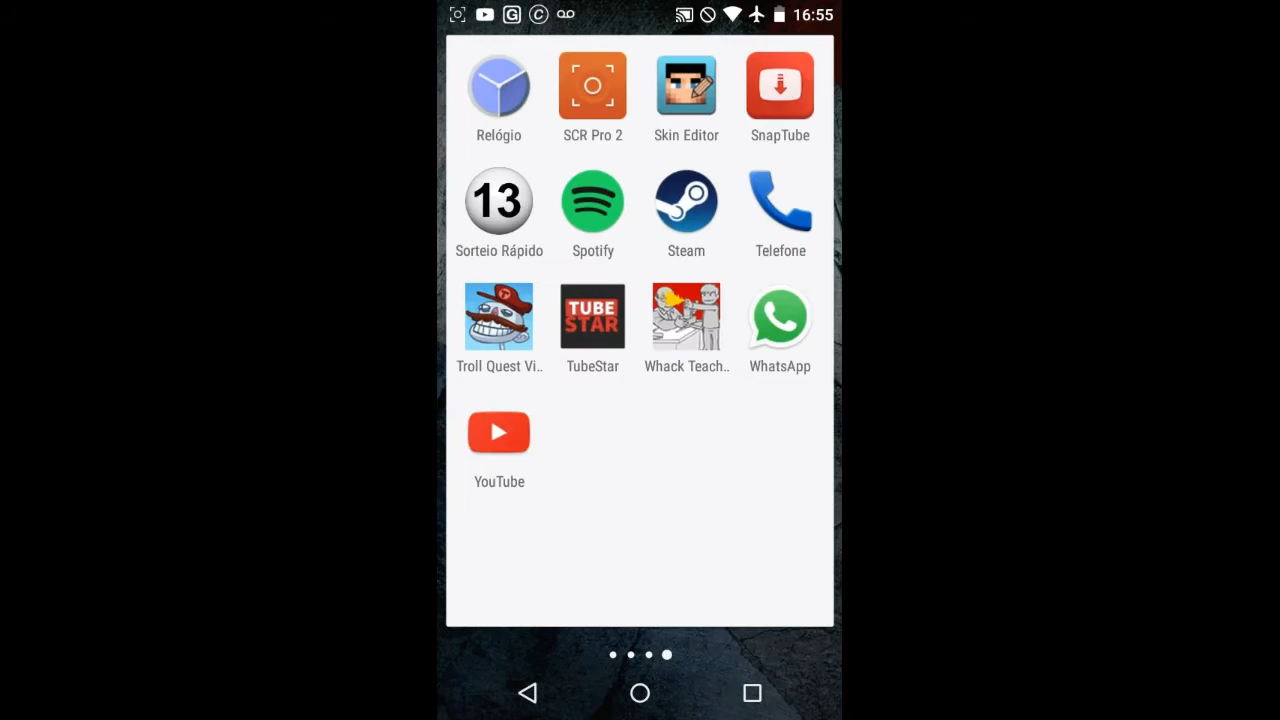 16:55
Relógio
SCR Pro 2
Skin Editor
SnapTube
13
Sorteio Rápido
Spotify
Steam
Telefone
TUBE
STAR
Troll Quest Vi..
TubeStar
Whack Teach..
WhatsApp
YouTube